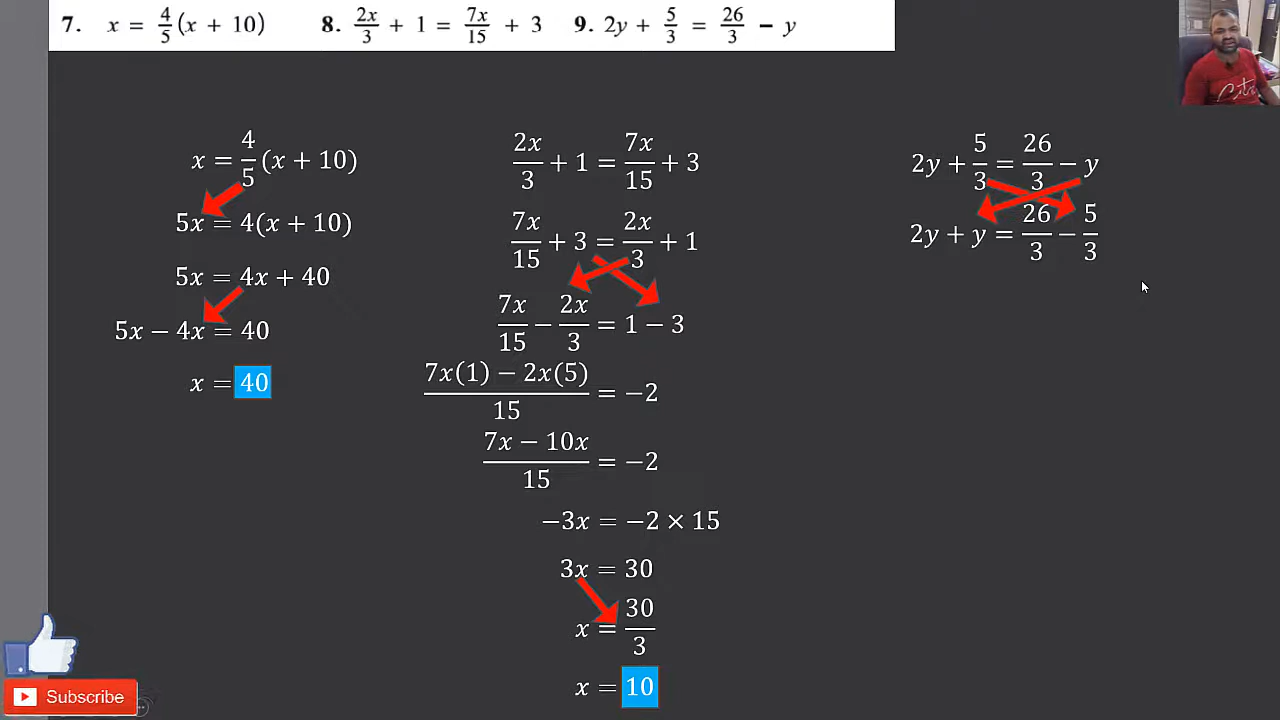 7. x = 4/5 (x + 10) 8. 2x/3 + 1 = 7x/15 + 3 9. 2y + 5/3 = 26/3 - y
x = 4/5 (x + 10)
5x = 4(x + 10)
5x = 4x + 40
5x − 4x = 40
x = 40
2x/3 + 1 = 7x/15 + 3
7x/15 + 3 = 2x/3 + 1
7x/15 − 2x/3 = 1 − 3
(7x(1) − 2x(5))/15 = −2
(7x − 10x)/15 = −2
−3x = −2 × 15
3x = 30
x = 30/3
x = 10
2y + 5/3 = 26/3 − y
2y + y = 26/3 − 5/3
Subscribe